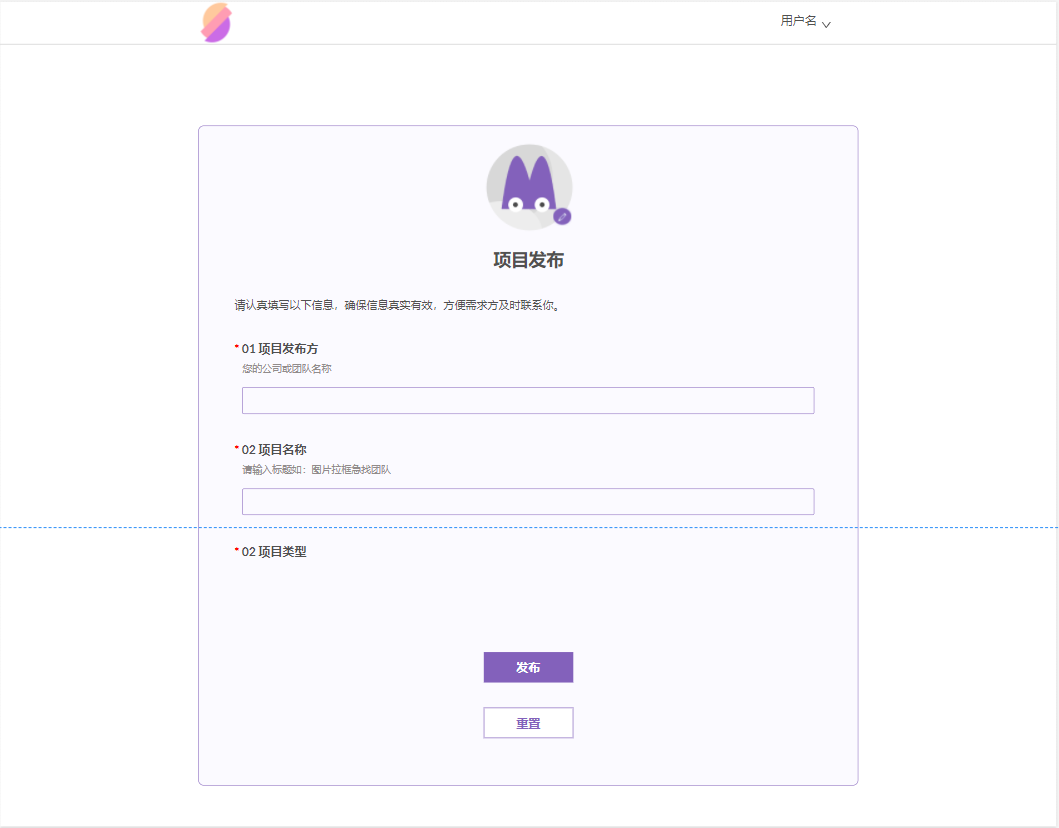 用户名
项目发布
请认真填写以下信息，确保信息真实有效，方便需求方及时联系你。
* 01 项目发布方
您的公司或团队名称
* 02 项目名称
请输入标题如：图片拉框急找团队
* 02 项目类型
发布
重置